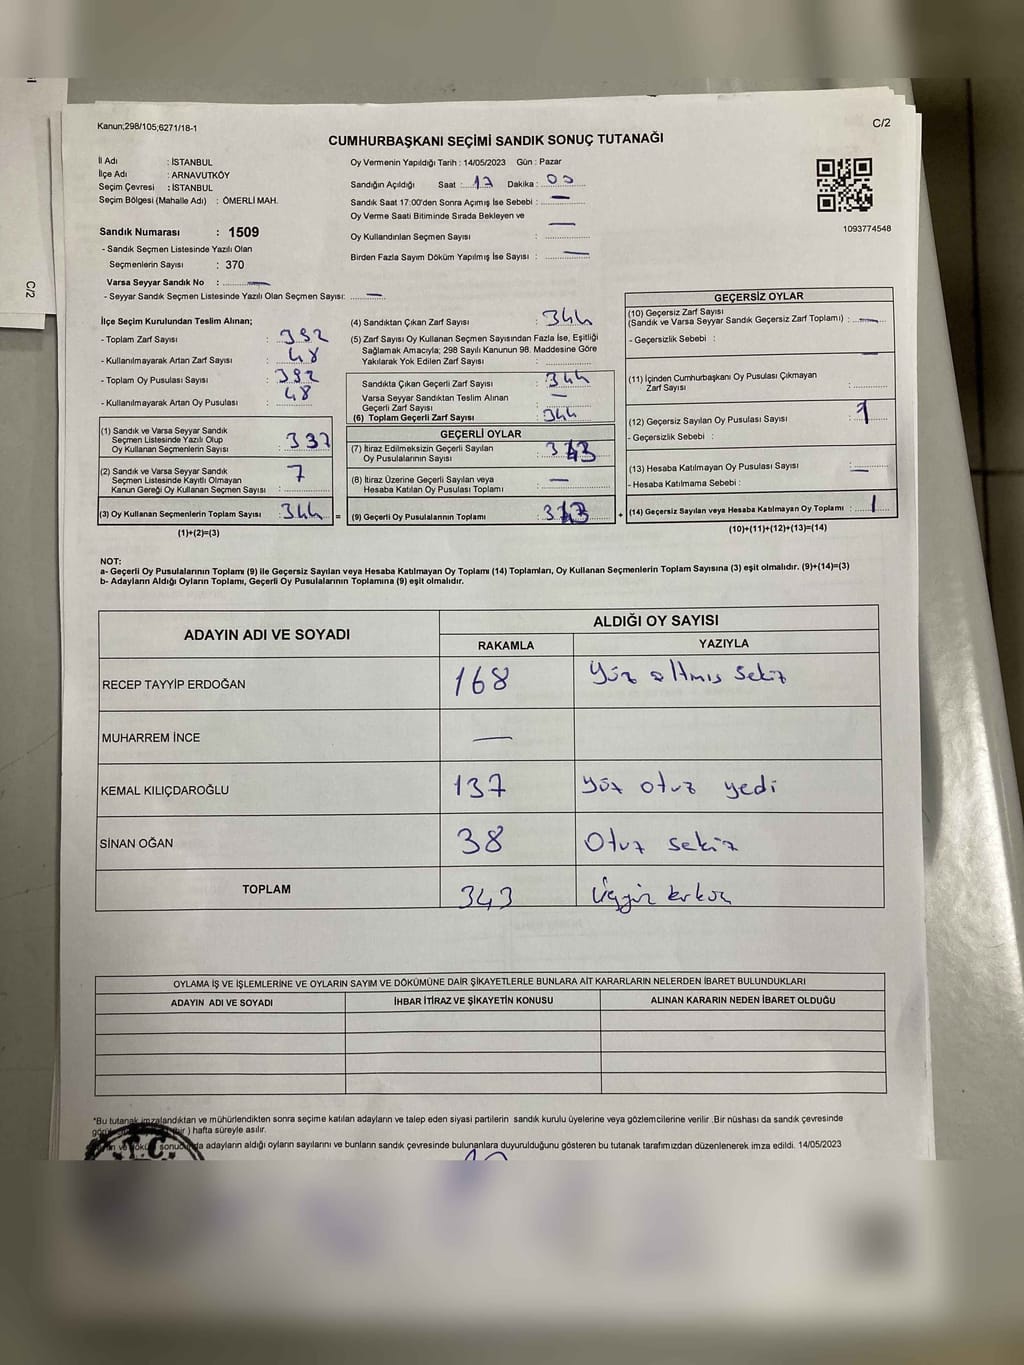 Kanun;298/105;6271/18-1
C/2
CUMHURBAŞKANI SEÇİMİ SANDIK SONUÇ TUTANAĞI
İl Adı : İSTANBUL
İlçe Adı : ARNAVUTKÖY
Seçim Çevresi : İSTANBUL
Seçim Bölgesi (Mahalle Adı) : ÖMERLİ MAH.
Oy Vermenin Yapıldığı Tarih : 14/05/2023 Gün : Pazar
Sandığın Açıldığı Saat : 17 Dakika : 00
Sandık Saat 17:00'den Sonra Açımış İse Sebebi : —
Oy Verme Saati Bitiminde Sırada Bekleyen ve
Oy Kullandırılan Seçmen Sayısı : —
Birden Fazla Sayım Döküm Yapılmış İse Sayısı : —
1093774548
Sandık Numarası : 1509
- Sandık Seçmen Listesinde Yazılı Olan
Seçmenlerin Sayısı : 370
Varsa Seyyar Sandık No : —
- Seyyar Sandık Seçmen Listesinde Yazılı Olan Seçmen Sayısı: —
İlçe Seçim Kurulundan Teslim Alınan;
- Toplam Zarf Sayısı : 392
- Kullanılmayarak Artan Zarf Sayısı : 48
- Toplam Oy Pusulası Sayısı : 392
- Kullanılmayarak Artan Oy Pusulası : 48
(1) Sandık ve Varsa Seyyar Sandık
Seçmen Listesinde Yazılı Olup
Oy Kullanan Seçmenlerin Sayısı : 337
(2) Sandık ve Varsa Seyyar Sandık
Seçmen Listesinde Kayıtlı Olmayan
Kanun Gereği Oy Kullanan Seçmen Sayısı : 7
(3) Oy Kullanan Seçmenlerin Toplam Sayısı : 344 =
(1)+(2)=(3)
(4) Sandıktan Çıkan Zarf Sayısı : 344
(5) Zarf Sayısı Oy Kullanan Seçmen Sayısından Fazla İse, Eşitliği
Sağlamak Amacıyla; 298 Sayılı Kanunun 98. Maddesine Göre
Yakılarak Yok Edilen Zarf Sayısı :
Sandıkta Çıkan Geçerli Zarf Sayısı : 344
Varsa Seyyar Sandıktan Teslim Alınan
Geçerli Zarf Sayısı : —
(6) Toplam Geçerli Zarf Sayısı : 344
GEÇERLİ OYLAR
(7) İtiraz Edilmeksizin Geçerli Sayılan
Oy Pusulalarının Sayısı : 343
(8) İtiraz Üzerine Geçerli Sayılan veya
Hesaba Katılan Oy Pusulası Toplamı : —
(9) Geçerli Oy Pusulalarının Toplamı : 343 +
GEÇERSİZ OYLAR
(10) Geçersiz Zarf Sayısı
(Sandık ve Varsa Seyyar Sandık Geçersiz Zarf Toplamı) : —
- Geçersizlik Sebebi : —
(11) İçinden Cumhurbaşkanı Oy Pusulası Çıkmayan
Zarf Sayısı :
(12) Geçersiz Sayılan Oy Pusulası Sayısı : 1
- Geçersizlik Sebebi :
(13) Hesaba Katılmayan Oy Pusulası Sayısı : —
- Hesaba Katılmama Sebebi :
(14) Geçersiz Sayılan veya Hesaba Katılmayan Oy Toplamı : 1
(10)+(11)+(12)+(13)=(14)
NOT:
a- Geçerli Oy Pusulalarının Toplamı (9) ile Geçersiz Sayılan veya Hesaba Katılmayan Oy Toplamı (14) Toplamları, Oy Kullanan Seçmenlerin Toplam Sayısına (3) eşit olmalıdır. (9)+(14)=(3)
b- Adayların Aldığı Oyların Toplamı, Geçerli Oy Pusulalarının Toplamına (9) eşit olmalıdır.
ADAYIN ADI VE SOYADI
ALDIĞI OY SAYISI
RAKAMLA YAZIYLA
RECEP TAYYİP ERDOĞAN 168 Yüz altmış sekiz
MUHARREM İNCE —
KEMAL KILIÇDAROĞLU 137 yüz otuz yedi
SİNAN OĞAN 38 Otuz sekiz
TOPLAM 343
OYLAMA İŞ VE İŞLEMLERİNE VE OYLARIN SAYIM VE DÖKÜMÜNE DAİR ŞİKAYETLERLE BUNLARA AİT KARARLARIN NELERDEN İBARET BULUNDUKLARI
ADAYIN ADI VE SOYADI İHBAR İTİRAZ VE ŞİKAYETİN KONUSU ALINAN KARARIN NEDEN İBARET OLDUĞU
*Bu tutanak imzalandıktan ve mühürlendikten sonra seçime katılan adayların ve talep eden siyasi partilerin sandık kurulu üyelerine veya gözlemcilerine verilir .Bir nüshası da sandık çevresinde
(bir ) hafta süreyle asılır.
adayların aldığı oyların sayılarını ve bunların sandık çevresinde bulunanlara duyurulduğunu gösteren bu tutanak tarafımızdan düzenlenerek imza edildi. 14/05/2023
T.C.
C/2